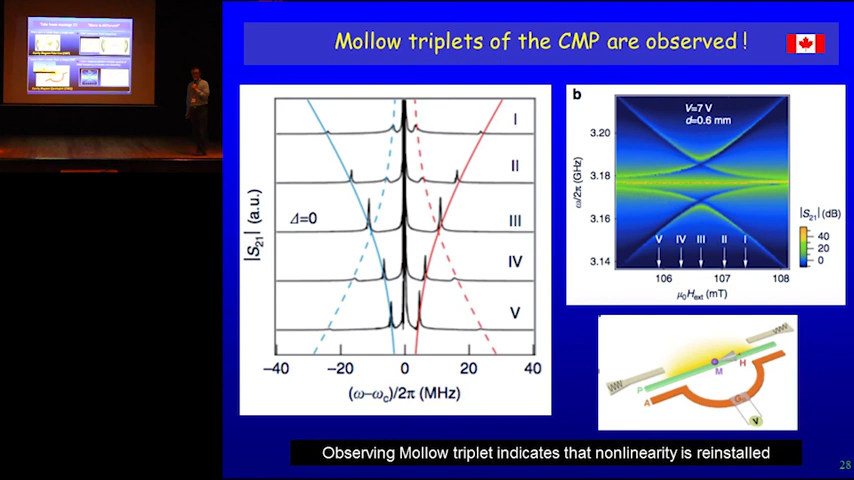 Mollow triplets of the CMP are observed !
|S21| (a.u.)
Δ=0
I
II
III
IV
V
−40
−20
0
20
40
(ω−ωc)/2π (MHz)
b
V=7 V
d=0.6 mm
3.20
3.18
3.16
3.14
ω/2π (GHz)
V IV III II I
106
107
108
μ0Hext (mT)
|S21| (dB)
40
20
0
M
H
P
A
G
V
Observing Mollow triplet indicates that nonlinearity is reinstalled
28